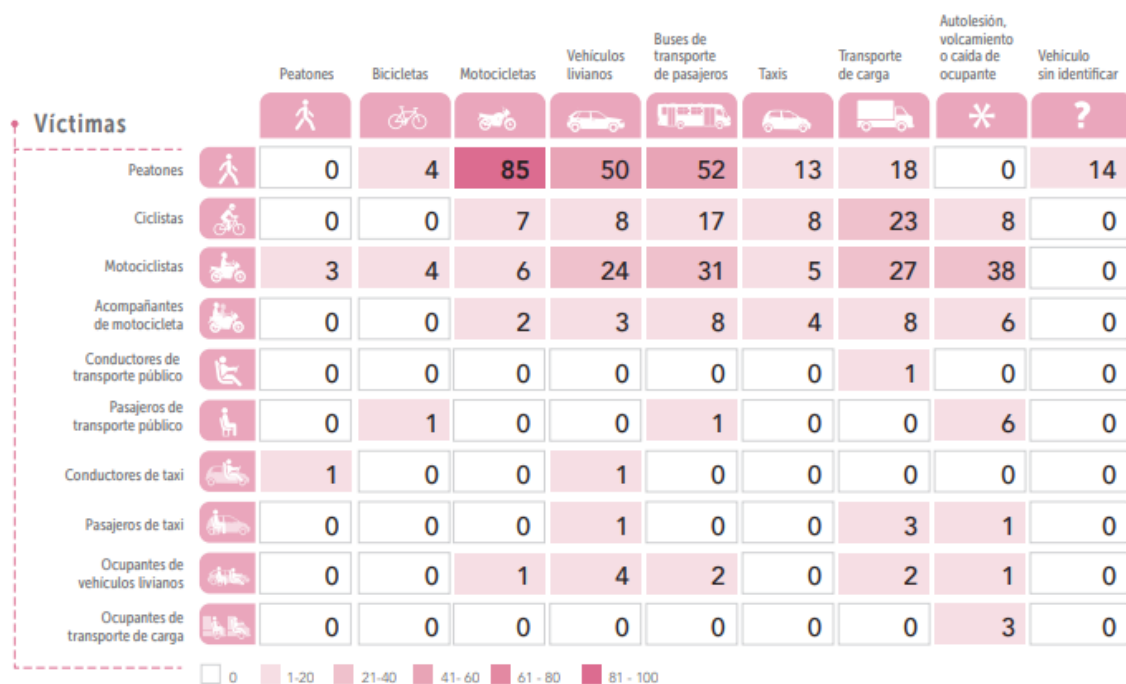 Peatones
Bicicletas
Motocicletas
Vehículos
livianos
Buses de
transporte
de pasajeros
Taxis
Transporte
de carga
Autolesión,
volcamiento
o caída de
ocupante
Vehículo
sin identificar
?
Víctimas
Peatones 0 4 85 50 52 13 18 0 14
Ciclistas 0 0 7 8 17 8 23 8 0
Motociclistas 3 4 6 24 31 5 27 38 0
Acompañantes
de motocicleta 0 0 2 3 8 4 8 6 0
Conductores de
transporte público 0 0 0 0 0 0 1 0 0
Pasajeros de
transporte público 0 1 0 0 1 0 0 6 0
Conductores de taxi 1 0 0 1 0 0 0 0 0
Pasajeros de taxi 0 0 0 1 0 0 3 1 0
Ocupantes de
vehículos livianos 0 0 1 4 2 0 2 1 0
Ocupantes de
transporte de carga 0 0 0 0 0 0 0 3 0
0 1-20 21-40 41- 60 61 - 80 81 - 100